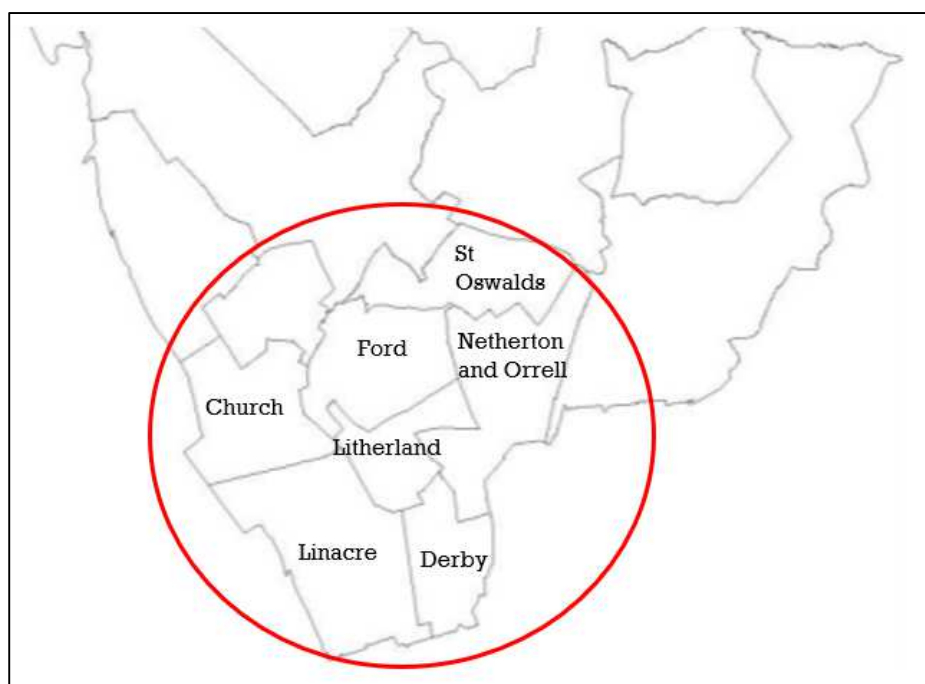 St
Oswalds
Ford
Netherton
and Orrell
Church
Litherland
Linacre
Derby